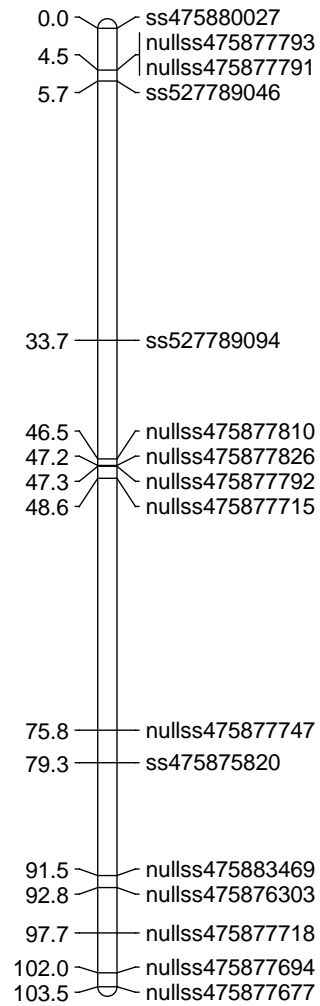 0.0 ss475880027
nullss475877793
4.5 nullss475877791
5.7 ss527789046
33.7 ss527789094
46.5 nullss475877810
47.2 nullss475877826
47.3 nullss475877792
48.6 nullss475877715
75.8 nullss475877747
79.3 ss475875820
91.5 nullss475883469
92.8 nullss475876303
97.7 nullss475877718
102.0 nullss475877694
103.5 nullss475877677